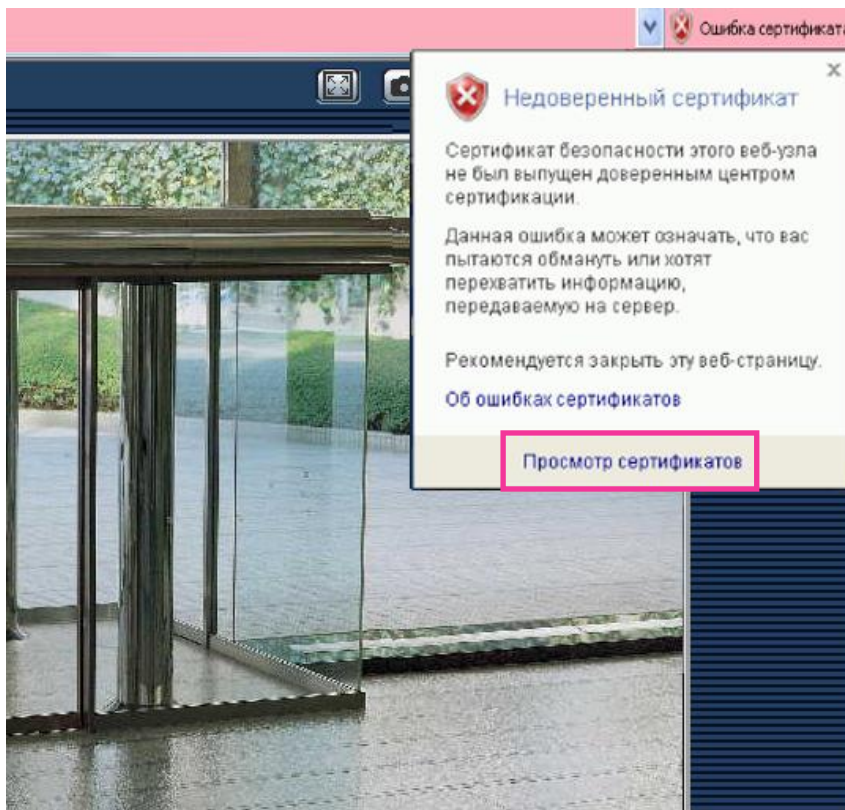 Ошибка сертификата
Недоверенный сертификат
Сертификат безопасности этого веб-узла
не был выпущен доверенным центром
сертификации.
Данная ошибка может означать, что вас
пытаются обмануть или хотят
перехватить информацию,
передаваемую на сервер.
Рекомендуется закрыть эту веб-страницу.
Об ошибках сертификатов
Просмотр сертификатов